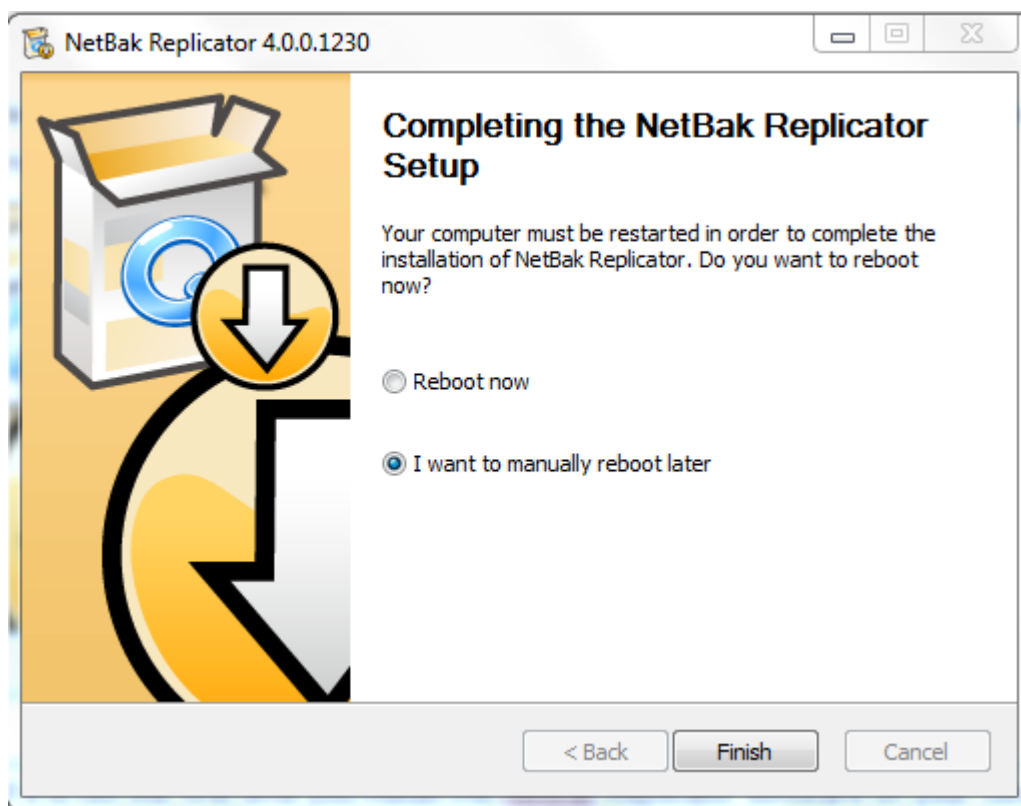 NetBak Replicator 4.0.0.1230
Completing the NetBak Replicator
Setup
Your computer must be restarted in order to complete the
installation of NetBak Replicator. Do you want to reboot
now?
Reboot now
I want to manually reboot later
< Back
Finish
Cancel